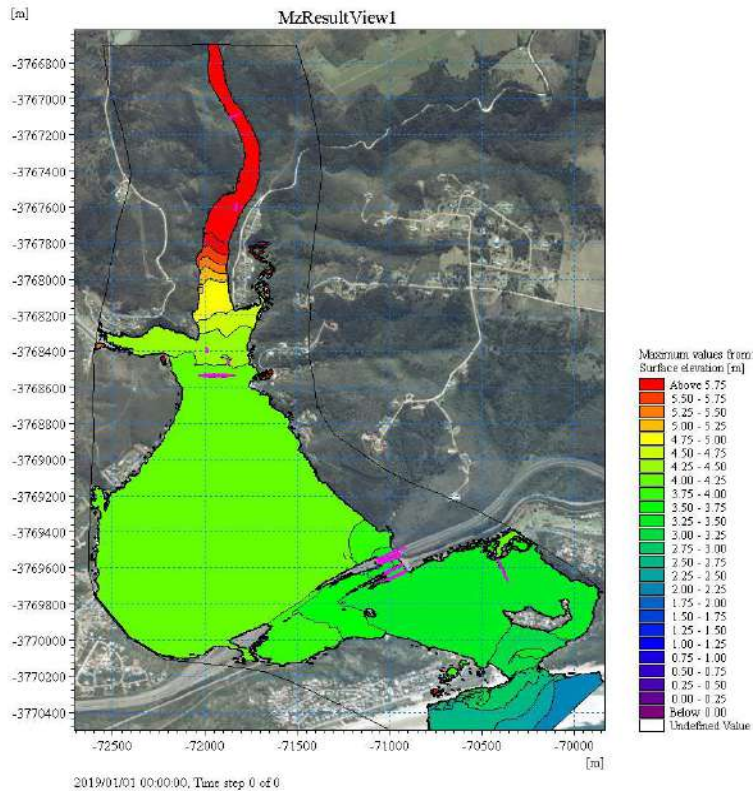 [m]
MzResultView1
-3766800
-3767000
-3767200
-3767400
-3767600
-3767800
-3768000
-3768200
-3768400
-3768600
-3768800
-3769000
-3769200
-3769400
-3769600
-3769800
-3770000
-3770200
-3770400
-72500 -72000 -71500 -71000 -70500 -70000
[m]
2019/01/01 00:00:00, Time step 0 of 0
Maximum values from:
Surface elevation [m]
Above 5.75
5.50 - 5.75
5.25 - 5.50
5.00 - 5.25
4.75 - 5.00
4.50 - 4.75
4.25 - 4.50
4.00 - 4.25
3.75 - 4.00
3.50 - 3.75
3.25 - 3.50
3.00 - 3.25
2.75 - 3.00
2.50 - 2.75
2.25 - 2.50
2.00 - 2.25
1.75 - 2.00
1.50 - 1.75
1.25 - 1.50
1.00 - 1.25
0.75 - 1.00
0.50 - 0.75
0.25 - 0.50
0.00 - 0.25
Below 0.00
Undefined Value